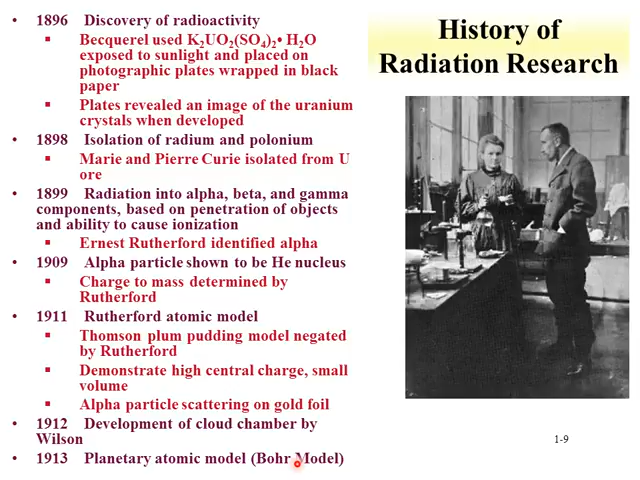 • 1896 Discovery of radioactivity
▪ Becquerel used K₂UO₂(SO₄)₂• H₂O
exposed to sunlight and placed on
photographic plates wrapped in black
paper
▪ Plates revealed an image of the uranium
crystals when developed
• 1898 Isolation of radium and polonium
▪ Marie and Pierre Curie isolated from U
ore
• 1899 Radiation into alpha, beta, and gamma
components, based on penetration of objects
and ability to cause ionization
▪ Ernest Rutherford identified alpha
• 1909 Alpha particle shown to be He nucleus
▪ Charge to mass determined by
Rutherford
• 1911 Rutherford atomic model
▪ Thomson plum pudding model negated
by Rutherford
▪ Demonstrate high central charge, small
volume
▪ Alpha particle scattering on gold foil
• 1912 Development of cloud chamber by
Wilson
• 1913 Planetary atomic model (Bohr Model)
History of
Radiation Research
1-9